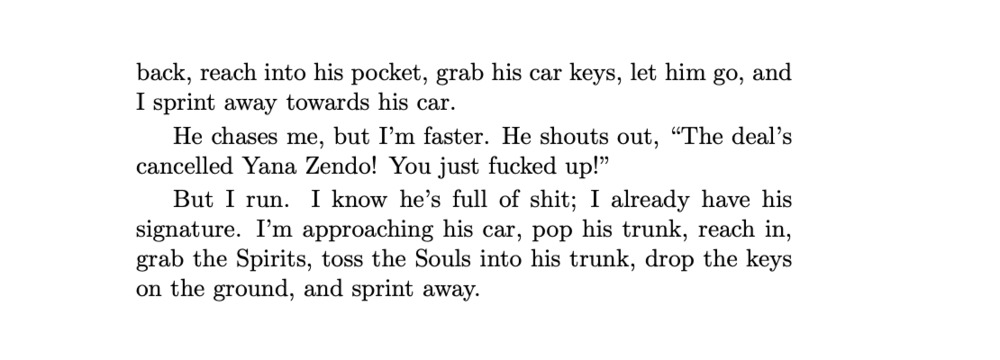 back, reach into his pocket, grab his car keys, let him go, and
I sprint away towards his car.
He chases me, but I’m faster. He shouts out, “The deal’s
cancelled Yana Zendo! You just fucked up!”
But I run. I know he’s full of shit; I already have his
signature. I’m approaching his car, pop his trunk, reach in,
grab the Spirits, toss the Souls into his trunk, drop the keys
on the ground, and sprint away.